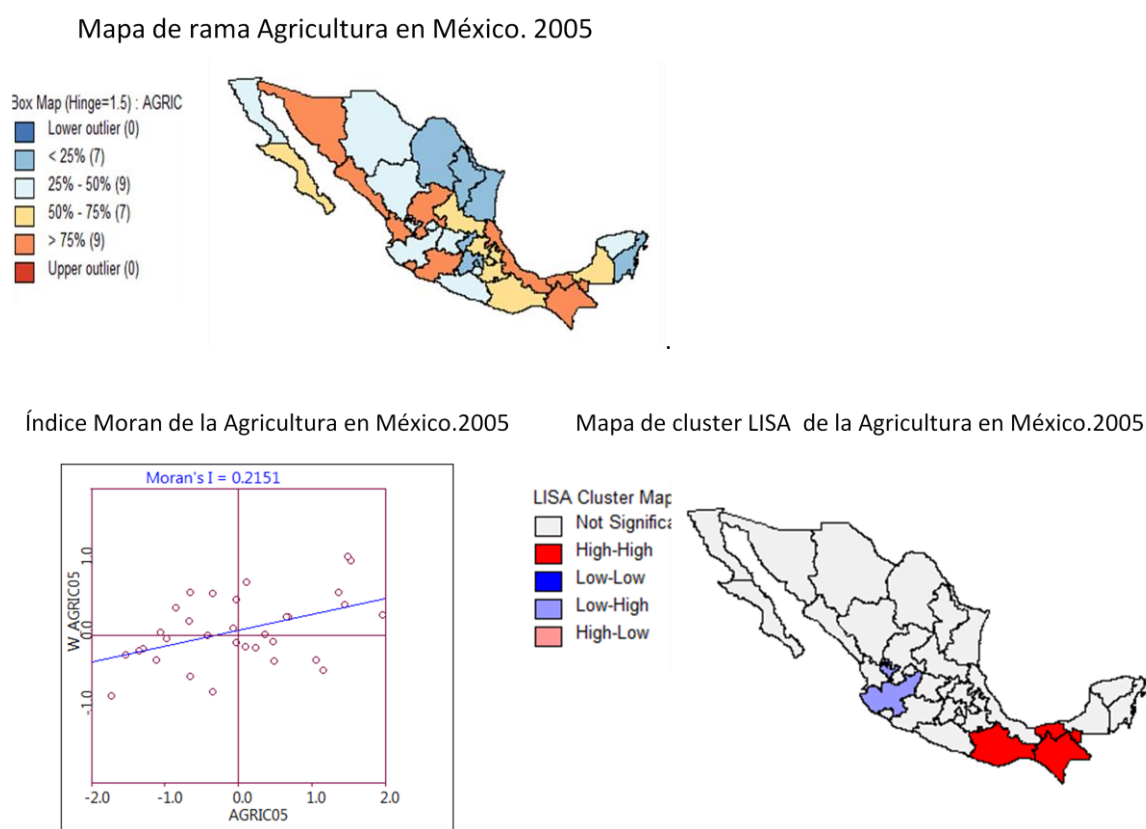 Mapa de rama Agricultura en México. 2005
Box Map (Hinge=1.5) : AGRIC
Lower outlier (0)
< 25% (7)
25% - 50% (9)
50% - 75% (7)
> 75% (9)
Upper outlier (0)
.
Índice Moran de la Agricultura en México.2005
Moran's I = 0.2151
W_AGRIC05
1.0
0.0
-1.0
-2.0 -1.0 0.0 1.0 2.0
AGRIC05
Mapa de cluster LISA de la Agricultura en México.2005
LISA Cluster Map
Not Significa
High-High
Low-Low
Low-High
High-Low